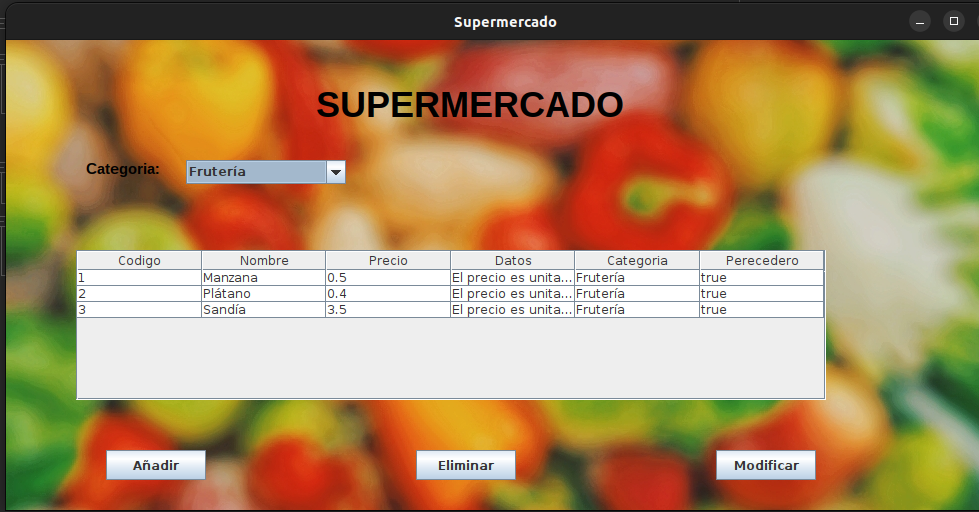 Supermercado
SUPERMERCADO
Categoria: Frutería
Codigo Nombre Precio Datos Categoria Perecedero
1 Manzana 0.5 El precio es unita... Frutería true
2 Plátano 0.4 El precio es unita... Frutería true
3 Sandía 3.5 El precio es unita... Frutería true
Añadir Eliminar Modificar